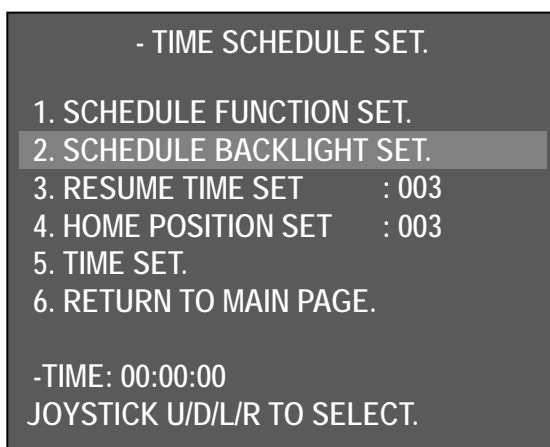 - TIME SCHEDULE SET.
1. SCHEDULE FUNCTION SET.
2. SCHEDULE BACKLIGHT SET.
3. RESUME TIME SET : 003
4. HOME POSITION SET : 003
5. TIME SET.
6. RETURN TO MAIN PAGE.
-TIME: 00:00:00
JOYSTICK U/D/L/R TO SELECT.